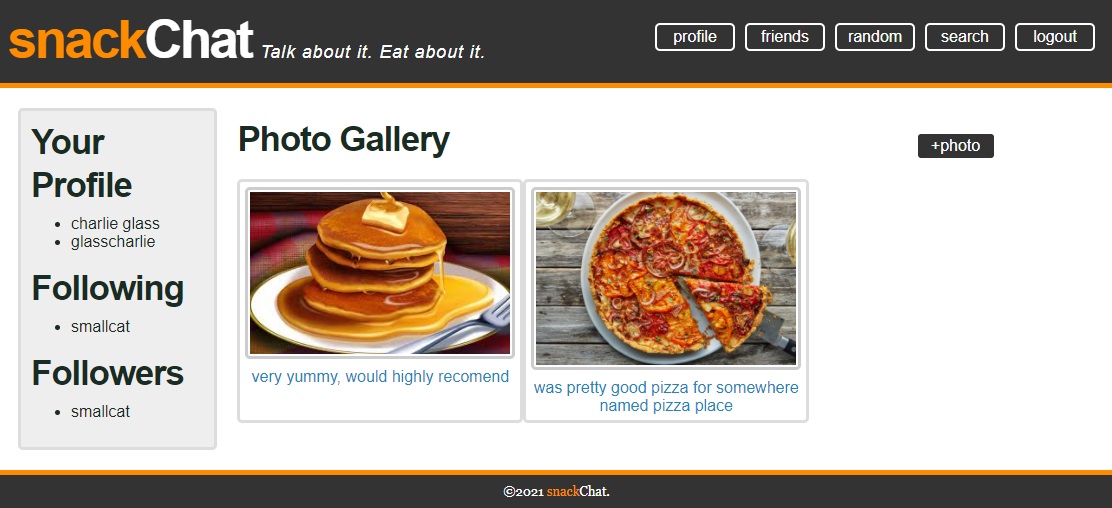 snackChat Talk about it. Eat about it.
profile friends random search logout
Your
Profile
charlie glass
glasscharlie
Following
smallcat
Followers
smallcat
Photo Gallery
+photo
very yummy, would highly recomend
was pretty good pizza for somewhere
named pizza place
©2021 snackChat.